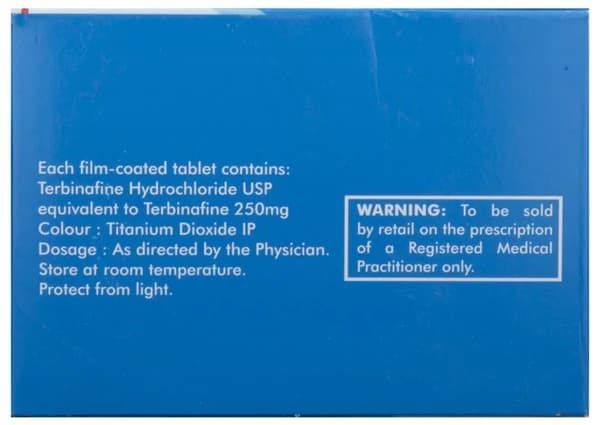 Each film-coated tablet contains:
Terbinafine Hydrochloride USP
equivalent to Terbinafine 250mg
Colour : Titanium Dioxide IP
Dosage : As directed by the Physician.
Store at room temperature.
Protect from light.
WARNING: To be sold
by retail on the prescription
of a Registered Medical
Practitioner only.